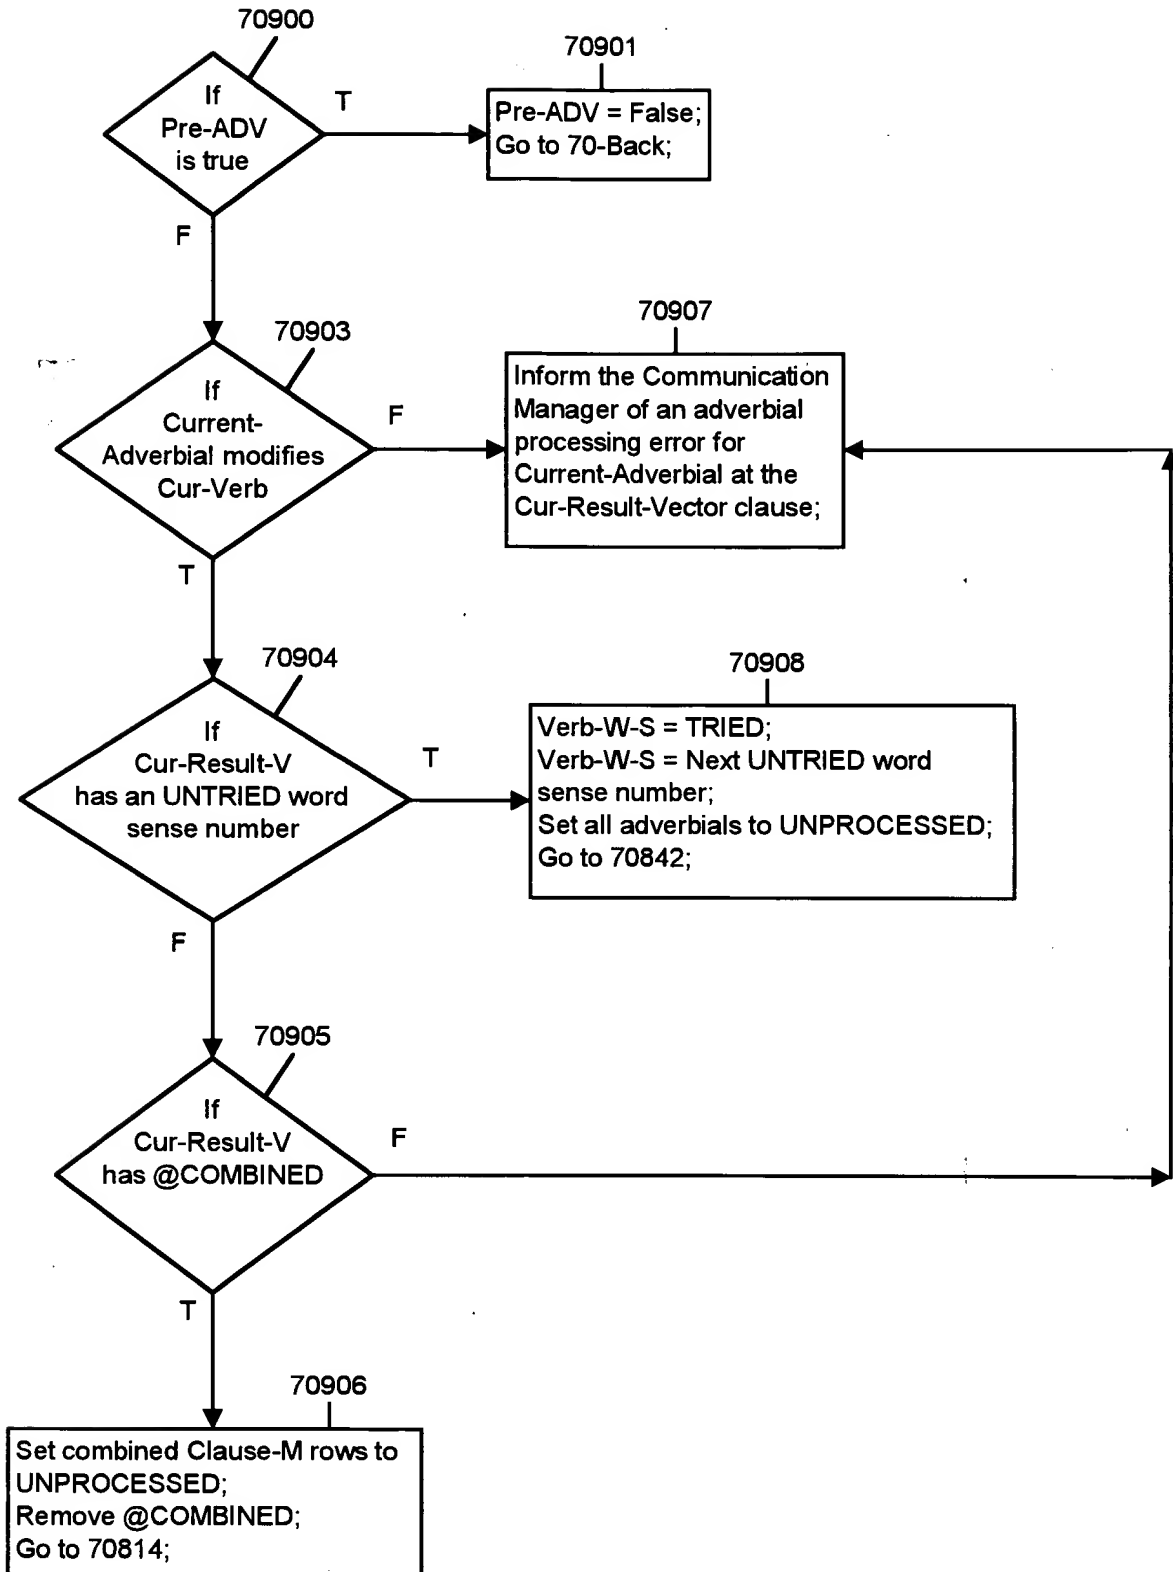 70900
If
Pre-ADV
is true
T
F
70901
Pre-ADV = False;
Go to 70-Back;
70903
If
Current-
Adverbial modifies
Cur-Verb
F
T
70907
Inform the Communication
Manager of an adverbial
processing error for
Current-Adverbial at the
Cur-Result-Vector clause;
70904
If
Cur-Result-V
has an UNTRIED word
sense number
T
F
70908
Verb-W-S = TRIED;
Verb-W-S = Next UNTRIED word
sense number;
Set all adverbials to UNPROCESSED;
Go to 70842;
70905
If
Cur-Result-V
has @COMBINED
F
T
70906
Set combined Clause-M rows to
UNPROCESSED;
Remove @COMBINED;
Go to 70814;